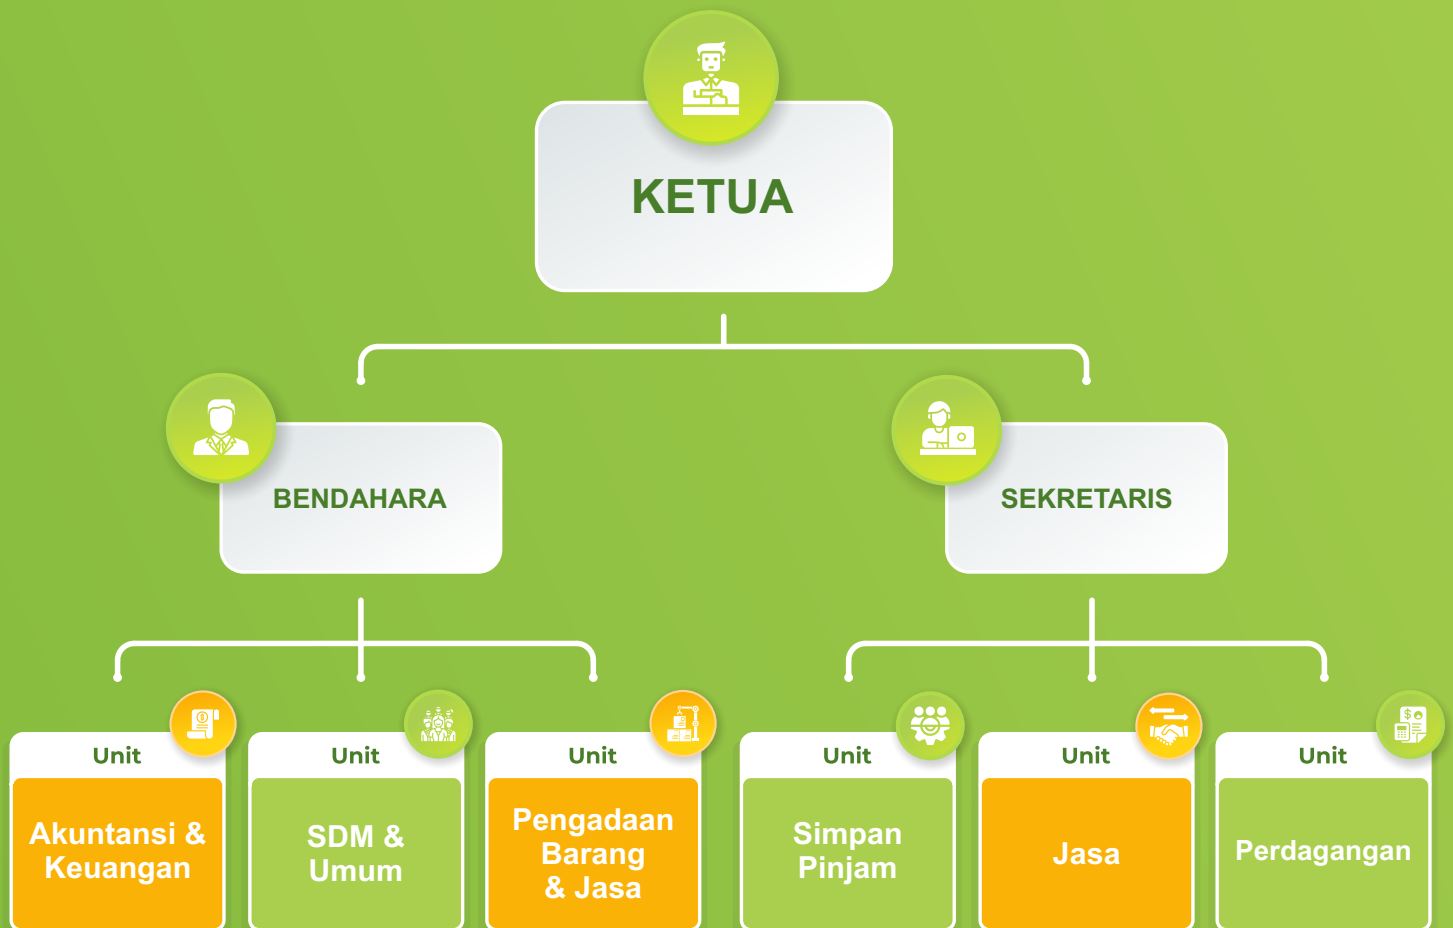 KETUA
BENDAHARA
SEKRETARIS
Unit
Akuntansi &
Keuangan
Unit
SDM &
Umum
Unit
Pengadaan
Barang
& Jasa
Unit
Simpan
Pinjam
Unit
Jasa
Unit
Perdagangan